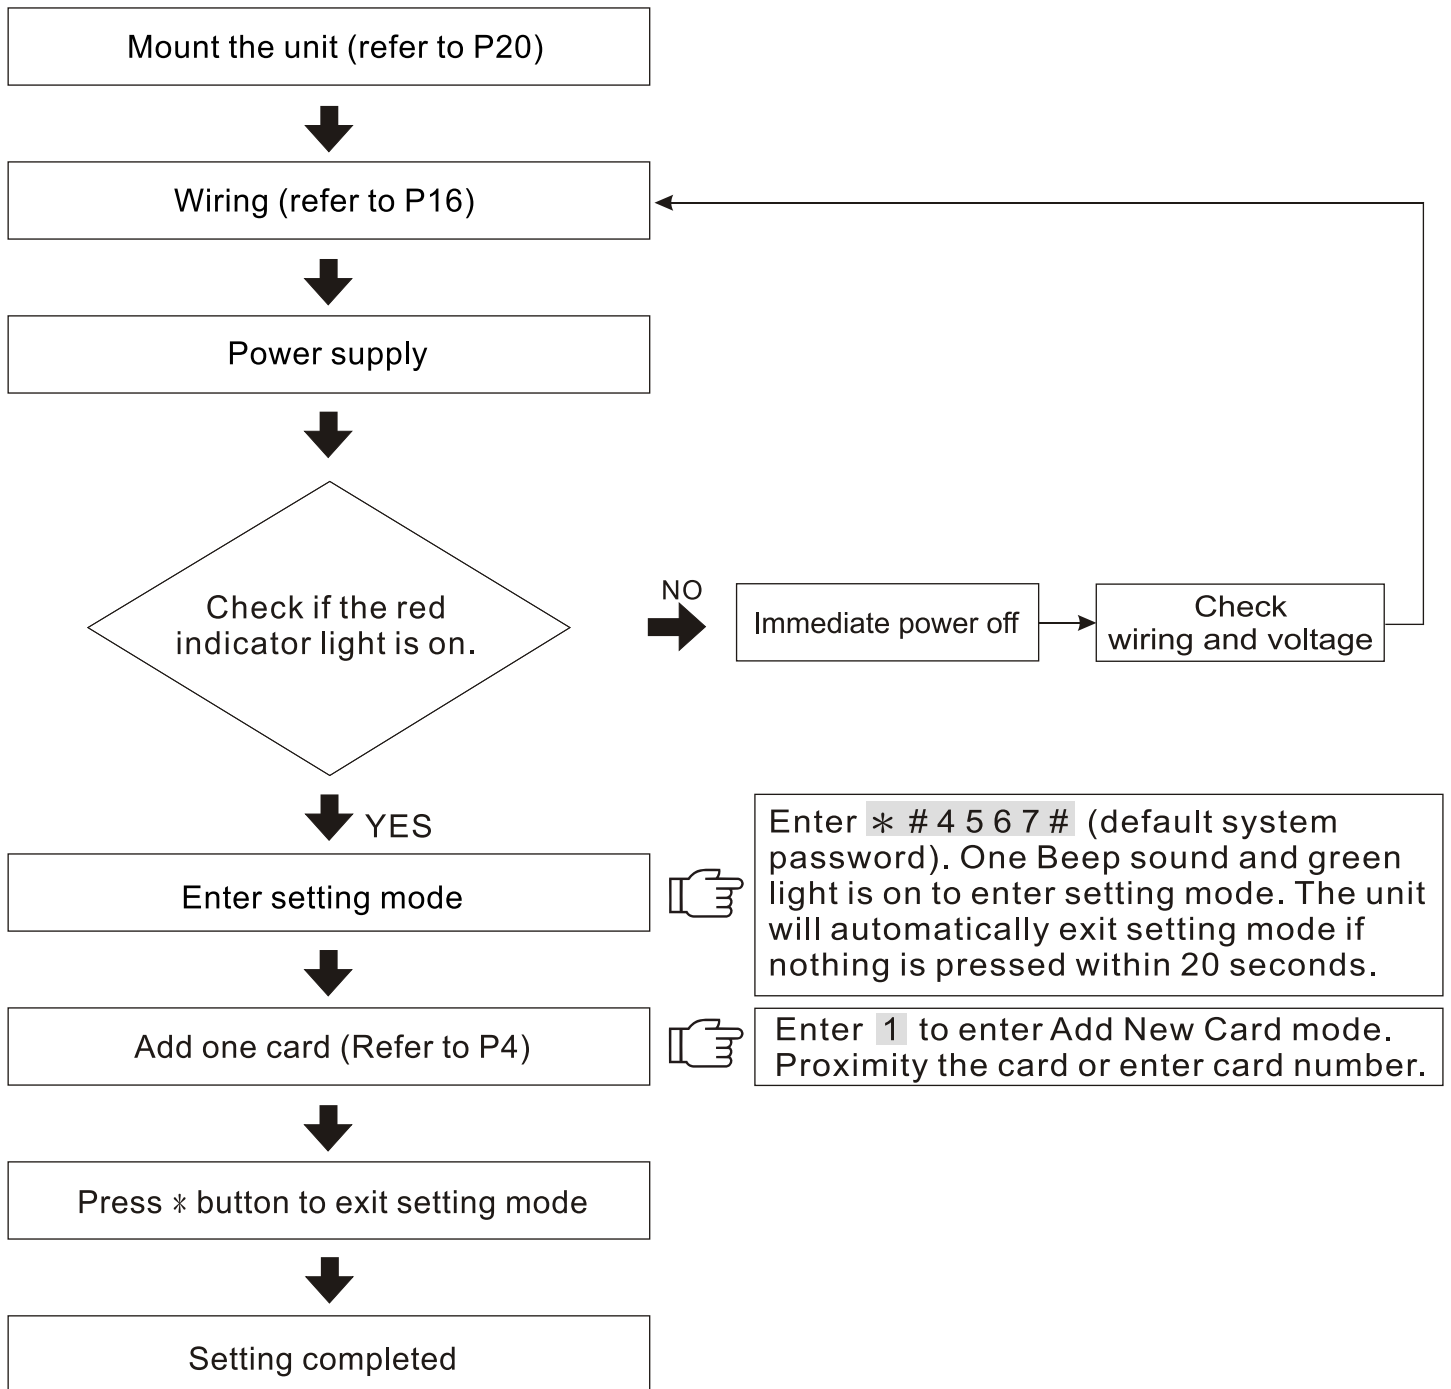 Mount the unit (refer to P20)
Wiring (refer to P16)
Power supply
Check if the red
indicator light is on.
NO
Immediate power off
Check
wiring and voltage
YES
Enter setting mode
Enter * # 4 5 6 7 # (default system
password). One Beep sound and green
light is on to enter setting mode. The unit
will automatically exit setting mode if
nothing is pressed within 20 seconds.
Add one card (Refer to P4)
Enter 1 to enter Add New Card mode.
Proximity the card or enter card number.
Press * button to exit setting mode
Setting completed